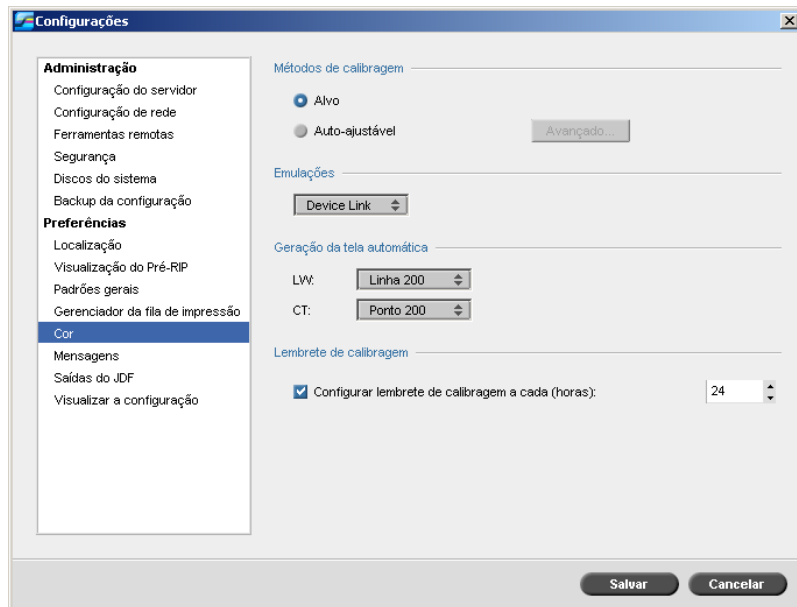 Configurações
Administração
Configuração do servidor
Configuração de rede
Ferramentas remotas
Segurança
Discos do sistema
Backup da configuração
Preferências
Localização
Visualização do Pré-RIP
Padrões gerais
Gerenciador da fila de impressão
Cor
Mensagens
Saídas do JDF
Visualizar a configuração
Métodos de calibragem
Alvo
Auto-ajustável
Avançado...
Emulações
Device Link
Geração da tela automática
LW: Linha 200
CT: Ponto 200
Lembrete de calibragem
Configurar lembrete de calibragem a cada (horas): 24
Salvar Cancelar